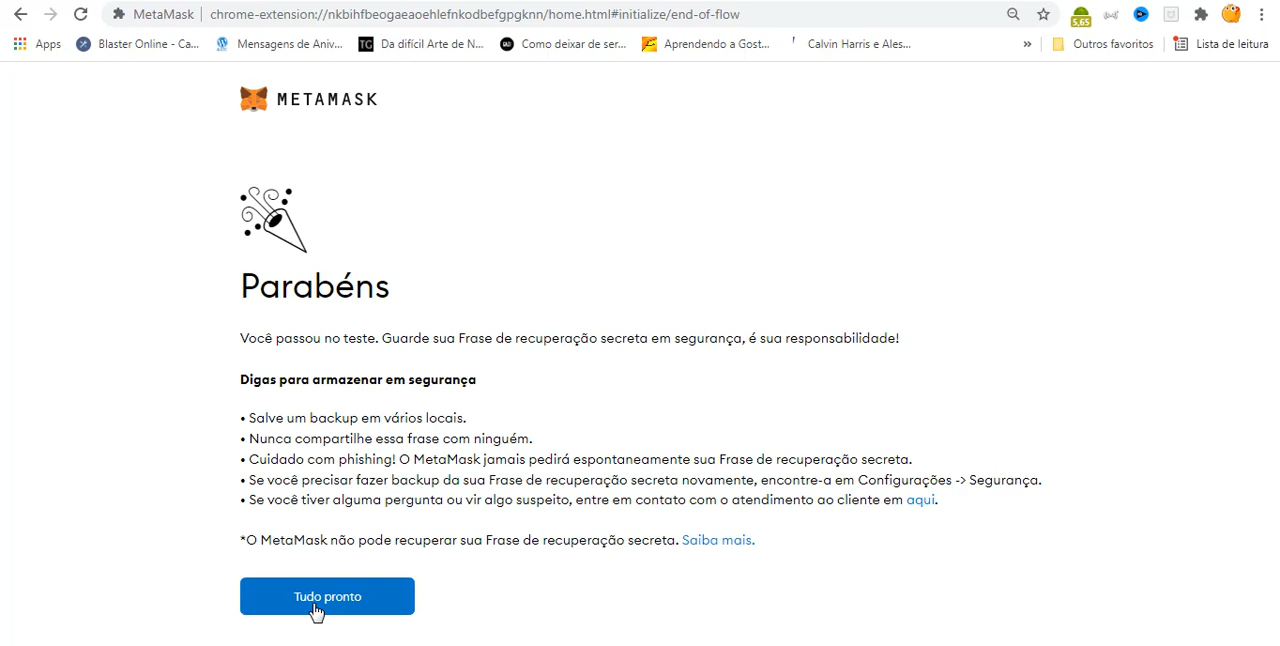 MetaMask | chrome-extension://nkbihfbeogaeaoehlefnkodbefgpgknn/home.html#initialize/end-of-flow
5,65
Apps Blaster Online - Ca... Mensagens de Aniv... TG Da difícil Arte de N... Como deixar de ser... Aprendendo a Gost... Calvin Harris e Ales... » Outros favoritos Lista de leitura
METAMASK
Parabéns
Você passou no teste. Guarde sua Frase de recuperação secreta em segurança, é sua responsabilidade!
Digas para armazenar em segurança
• Salve um backup em vários locais.
• Nunca compartilhe essa frase com ninguém.
• Cuidado com phishing! O MetaMask jamais pedirá espontaneamente sua Frase de recuperação secreta.
• Se você precisar fazer backup da sua Frase de recuperação secreta novamente, encontre-a em Configurações -> Segurança.
• Se você tiver alguma pergunta ou vir algo suspeito, entre em contato com o atendimento ao cliente em aqui.
*O MetaMask não pode recuperar sua Frase de recuperação secreta. Saiba mais.
Tudo pronto